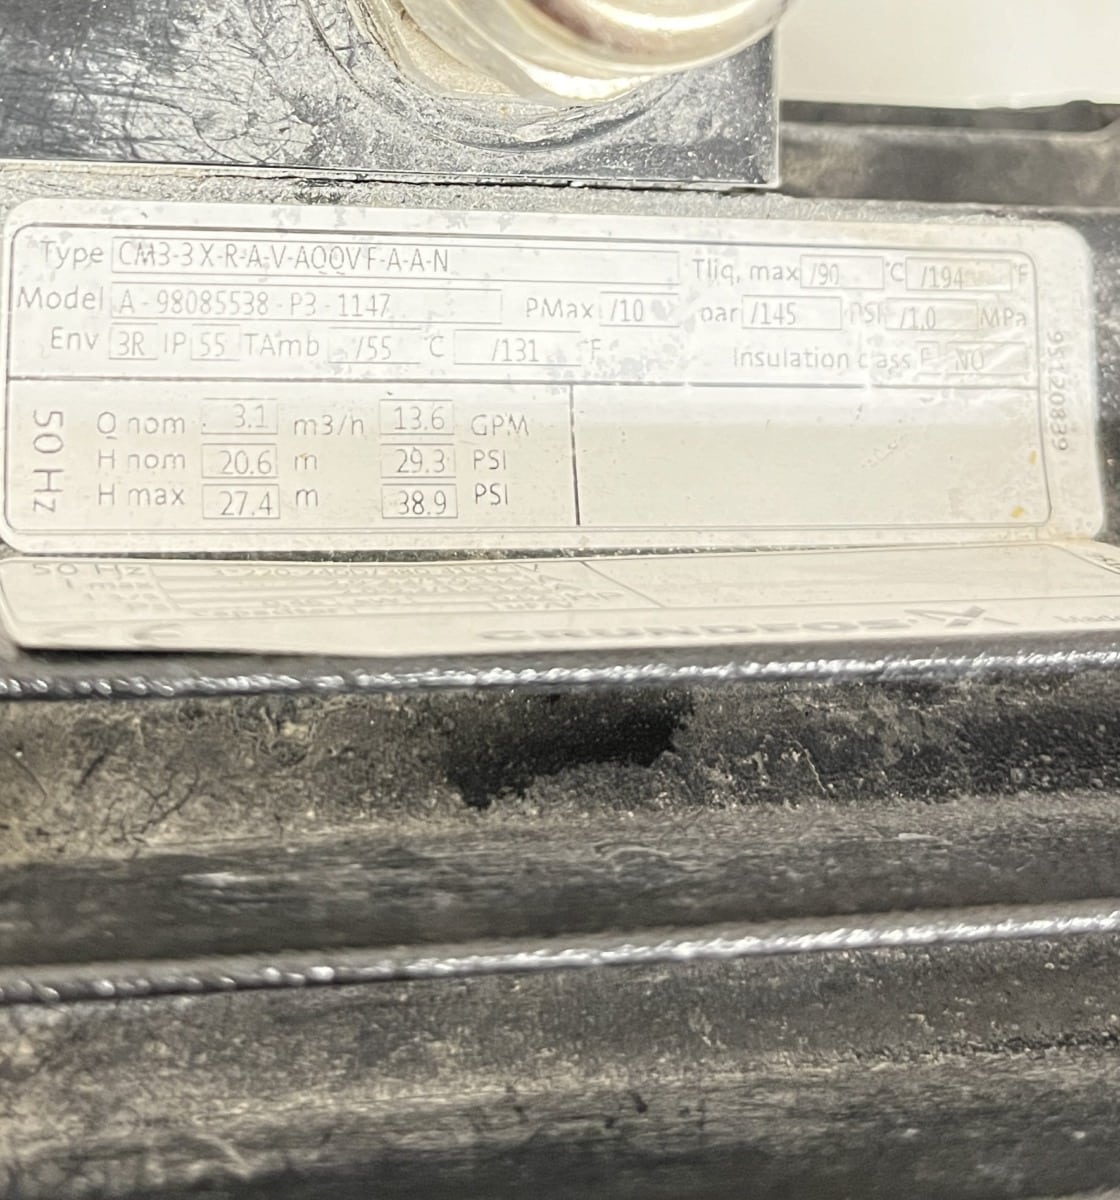 Type CM3-3 X-R-A-V-AQQV F-A-A-N Tliq, max /90 °C /194 °F
Model A - 98085538 - P3 - 1147 PMax /10 bar /145 PSI /1.0 MPa
Env 3R IP 55 TAmb /55 °C /131 °F Insulation class F NO
95120839
50 Hz
Q nom 3.1 m3/h 13.6 GPM
H nom 20.6 m 29.3 PSI
H max 27.4 m 38.9 PSI
50 Hz
I max
GRUNDFOS